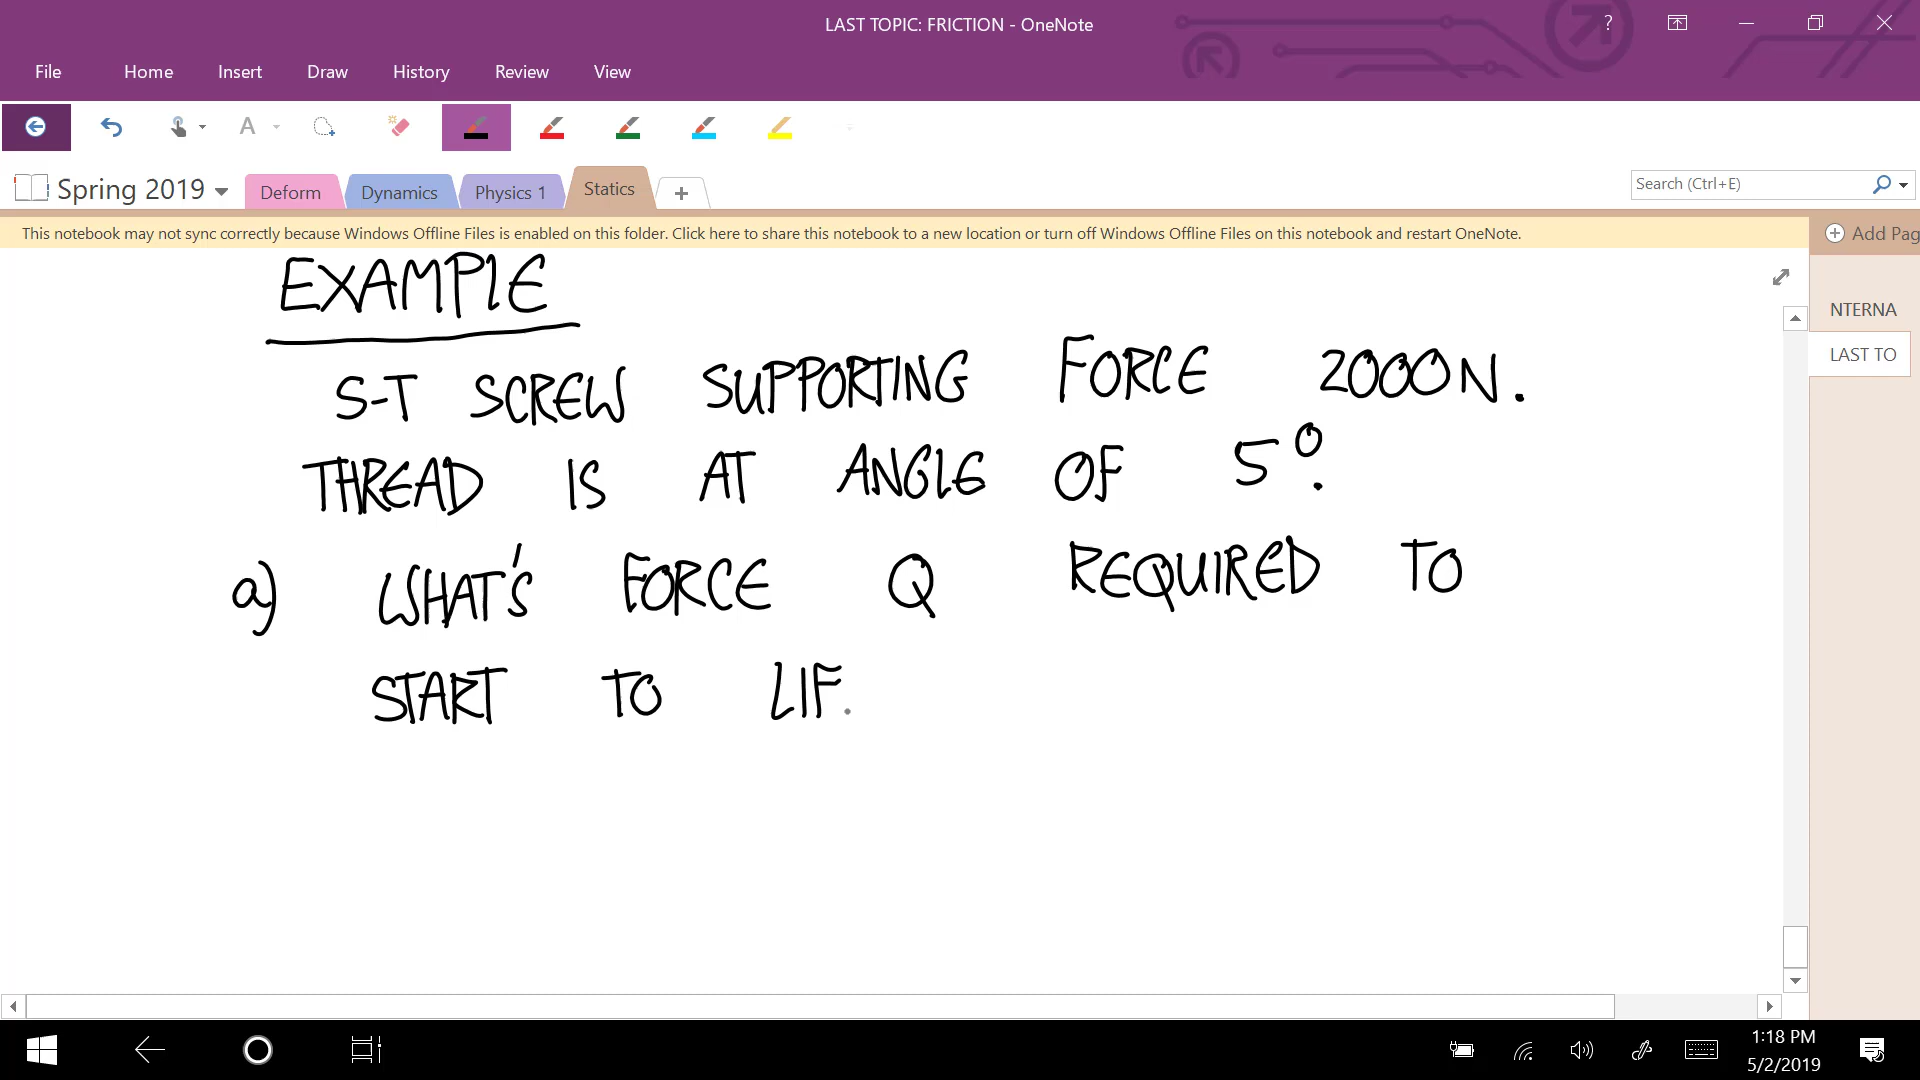 LAST TOPIC: FRICTION - OneNote
?
File Home Insert Draw History Review View
A
Spring 2019 Deform Dynamics Physics 1 Statics +
Search (Ctrl+E)
This notebook may not sync correctly because Windows Offline Files is enabled on this folder. Click here to share this notebook to a new location or turn off Windows Offline Files on this notebook and restart OneNote.
Add Pag
NTERNA
LAST TO
EXAMPLE
S-T SCREW SUPPORTING FORCE 2000N.
THREAD IS AT ANGLE OF 5°.
a) WHAT'S FORCE Q REQUIRED TO
START TO LIF
1:18 PM
5/2/2019